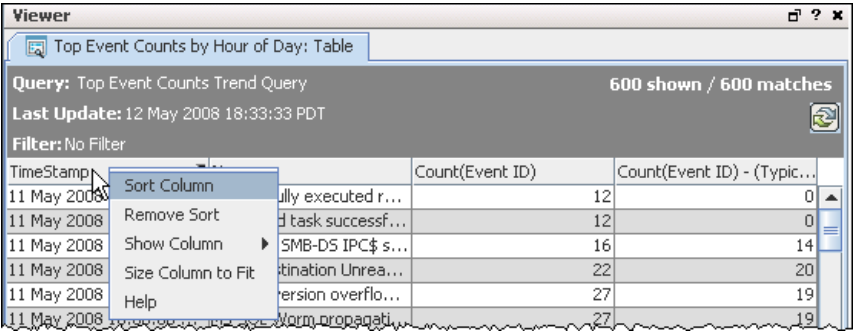 Viewer
Top Event Counts by Hour of Day: Table
Query: Top Event Counts Trend Query 600 shown / 600 matches
Last Update: 12 May 2008 18:33:33 PDT
Filter: No Filter
TimeStamp Count(Event ID) Count(Event ID) - (Typic...
Sort Column
Remove Sort
Show Column
Size Column to Fit
Help
11 May 2008 ully executed r... 12 0
11 May 2008 d task successf... 12 0
11 May 2008 SMB-DS IPC$ s... 16 14
11 May 2008 stination Unrea... 22 20
11 May 2008 version overflo... 27 19
11 May 2008 Worm propagati... 27 19